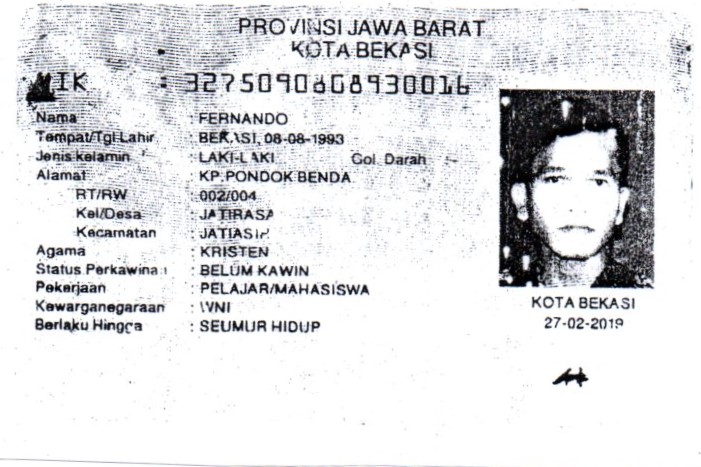 PROVINSI JAWA BARAT
KOTA BEKASI
NIK : 3275090808930016
Nama : FERNANDO
Tempat/Tgl Lahir : BEKASI, 08-08-1993
Jenis kelamin : LAKI-LAKI Gol. Darah : -
Alamat : KP. PONDOK BENDA
RT/RW : 002/004
Kel/Desa : JATIRASA
Kecamatan : JATIASIH
Agama : KRISTEN
Status Perkawinan : BELUM KAWIN
Pekerjaan : PELAJAR/MAHASISWA
Kewarganegaraan : WNI
Berlaku Hingga : SEUMUR HIDUP
KOTA BEKASI
27-02-2019